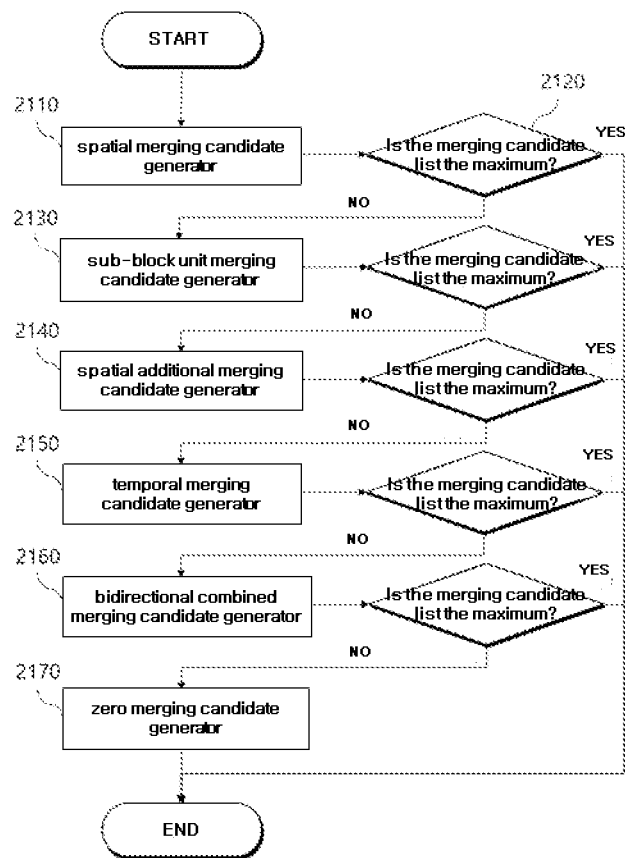 START
2110
2120
spatial merging candidate
generator
Is the merging candidate
list the maximum?
YES
NO
2130
sub-block unit merging
candidate generator
Is the merging candidate
list the maximum?
YES
NO
2140
spatial additional merging
candidate generator
Is the merging candidate
list the maximum?
YES
NO
2150
temporal merging
candidate generator
Is the merging candidate
list the maximum?
YES
NO
2160
bidirectional combined
merging candidate generator
Is the merging candidate
list the maximum?
YES
NO
2170
zero merging candidate
generator
END